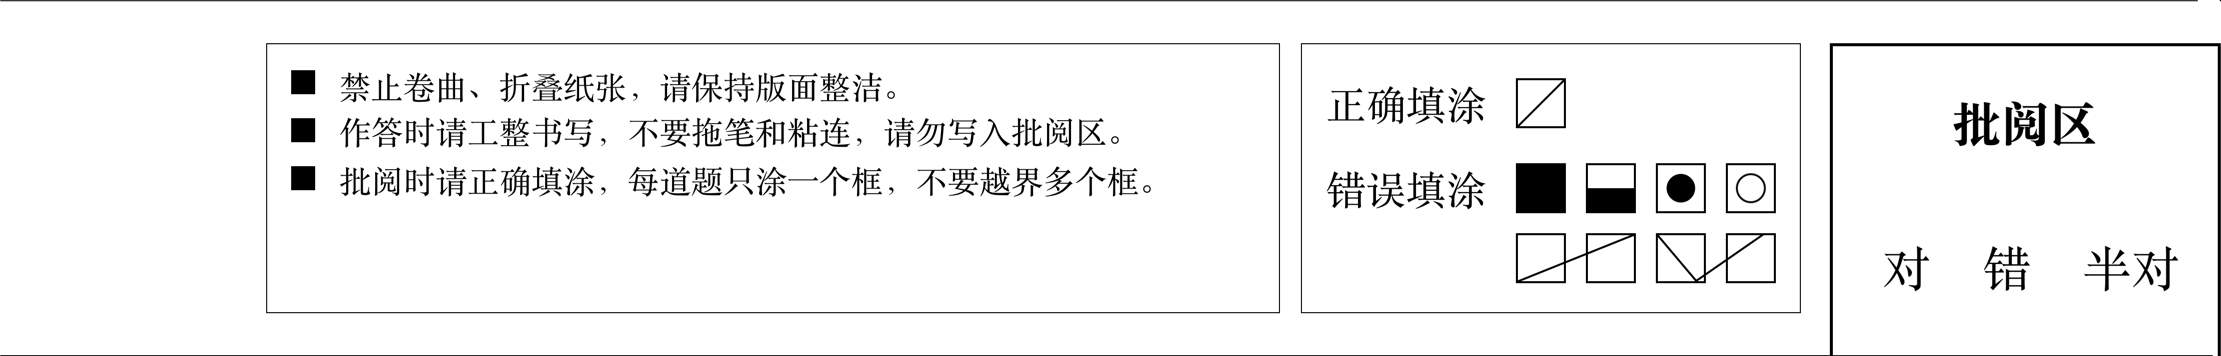 禁止卷曲、折叠纸张，请保持版面整洁。
作答时请工整书写，不要拖笔和粘连，请勿写入批阅区。
批阅时请正确填涂，每道题只涂一个框，不要越界多个框。
正确填涂
错误填涂
批阅区
对 错 半对